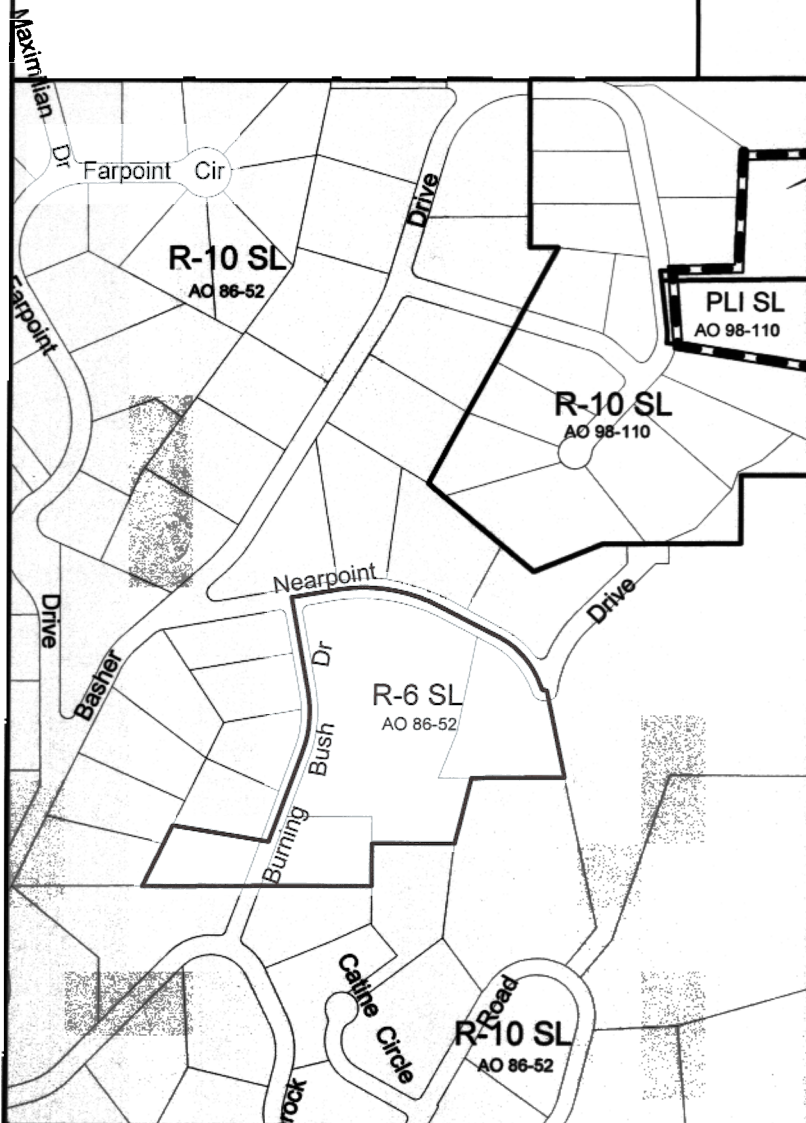 Maximilian
Dr
Farpoint Cir
Drive
R-10 SL
AO 86-52
PLI SL
AO 98-110
Farpoint
R-10 SL
AO 98-110
Nearpoint
Drive
Drive
Dr
Basher
R-6 SL
AO 86-52
Bush
Burning
Catine Circle
Road
R-10 SL
AO 86-52
rock